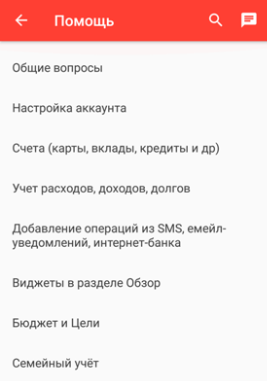 Помощь
Общие вопросы
Настройка аккаунта
Счета (карты, вклады, кредиты и др)
Учет расходов, доходов, долгов
Добавление операций из SMS, емейл-
уведомлений, интернет-банка
Виджеты в разделе Обзор
Бюджет и Цели
Семейный учёт